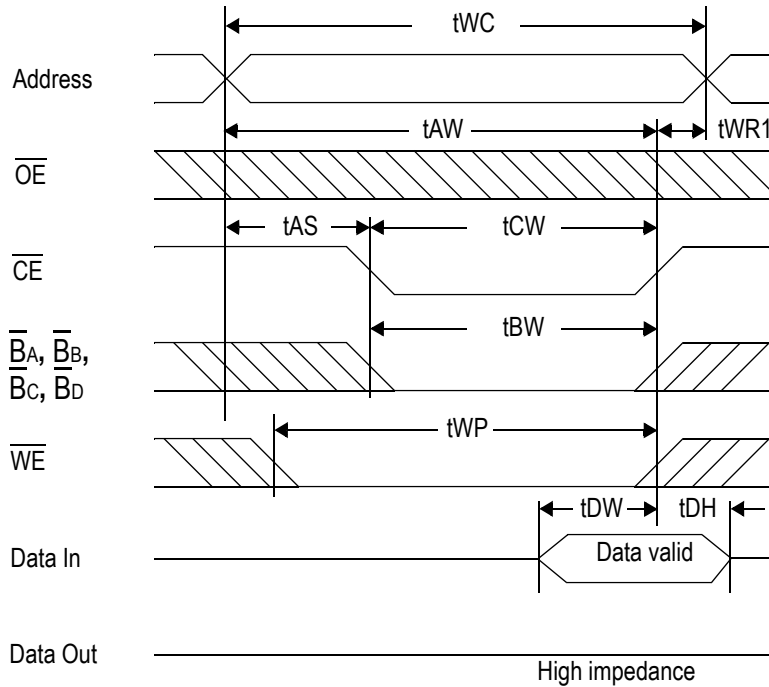 tWC
Address
tAW
tWR1
OE
tAS
tCW
CE
tBW
BA, BB,
BC, BD
tWP
WE
tDW
tDH
Data In
Data valid
Data Out
High impedance